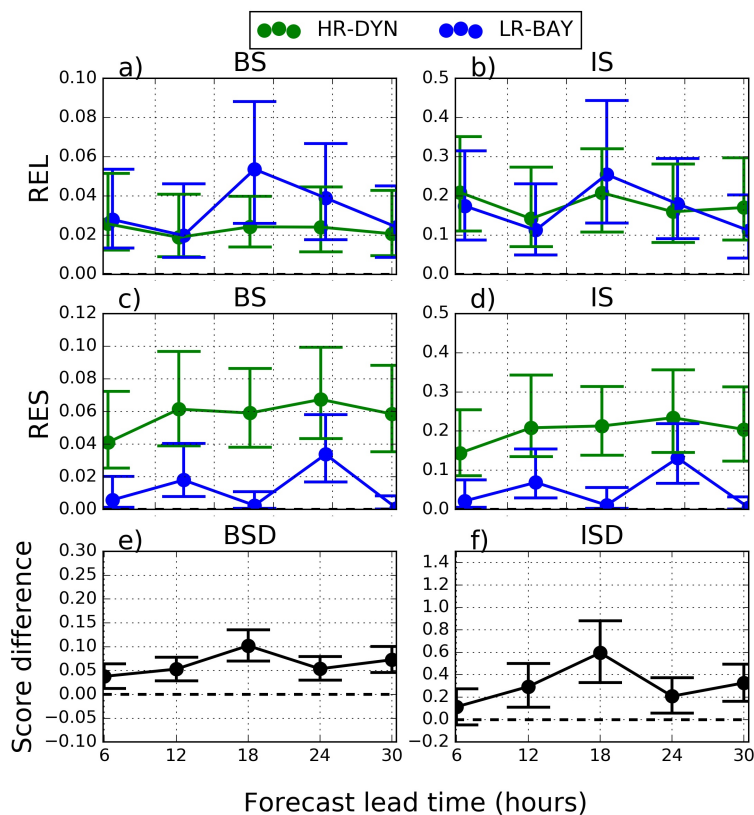 HR-DYN LR-BAY
a) BS b) IS
0.10 0.5
0.08 0.4
0.06 0.3
0.04 0.2
0.02 0.1
0.00 0.0
REL
c) BS d) IS
0.12 0.5
0.10 0.4
0.08 0.3
0.06 0.2
0.04 0.1
0.02 0.0
0.00
RES
e) BSD f) ISD
0.30 1.4
0.25 1.2
0.20 1.0
0.15 0.8
0.10 0.6
0.05 0.4
0.00 0.2
−0.05 0.0
−0.10 −0.2
Score difference
6 12 18 24 30 6 12 18 24 30
Forecast lead time (hours)